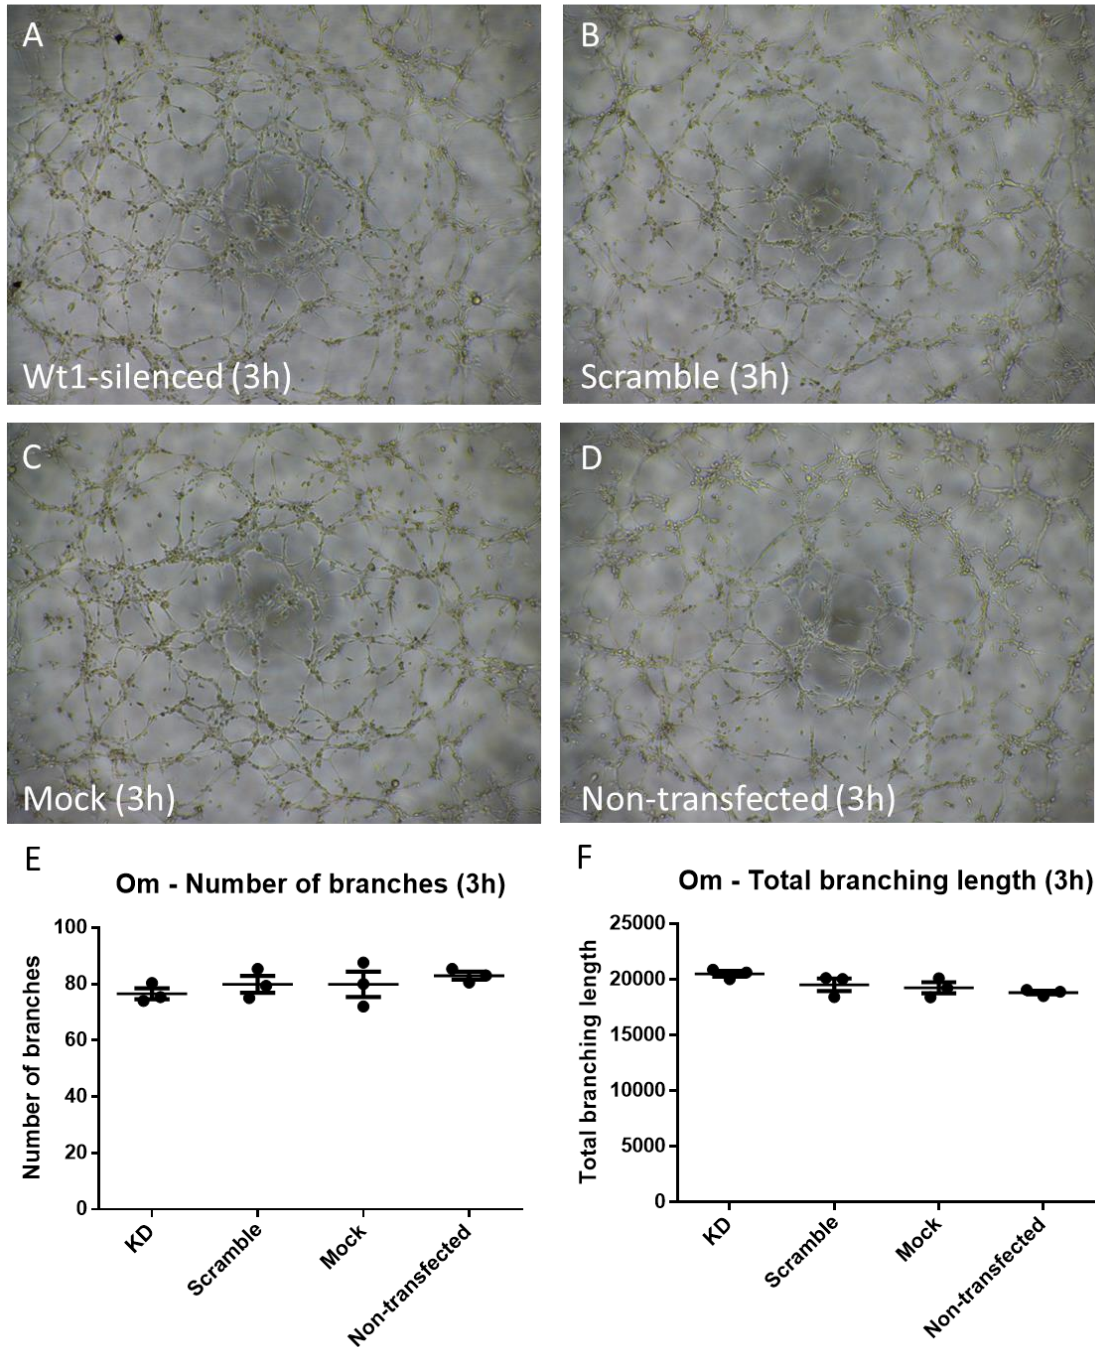 A
Wt1-silenced (3h)
B
Scramble (3h)
C
Mock (3h)
D
Non-transfected (3h)
E
Om - Number of branches (3h)
Number of branches
100
80
60
40
20
0
KD
Scramble
Mock
Non-transfected
F
Om - Total branching length (3h)
Total branching length
25000
20000
15000
10000
5000
0
KD
Scramble
Mock
Non-transfected